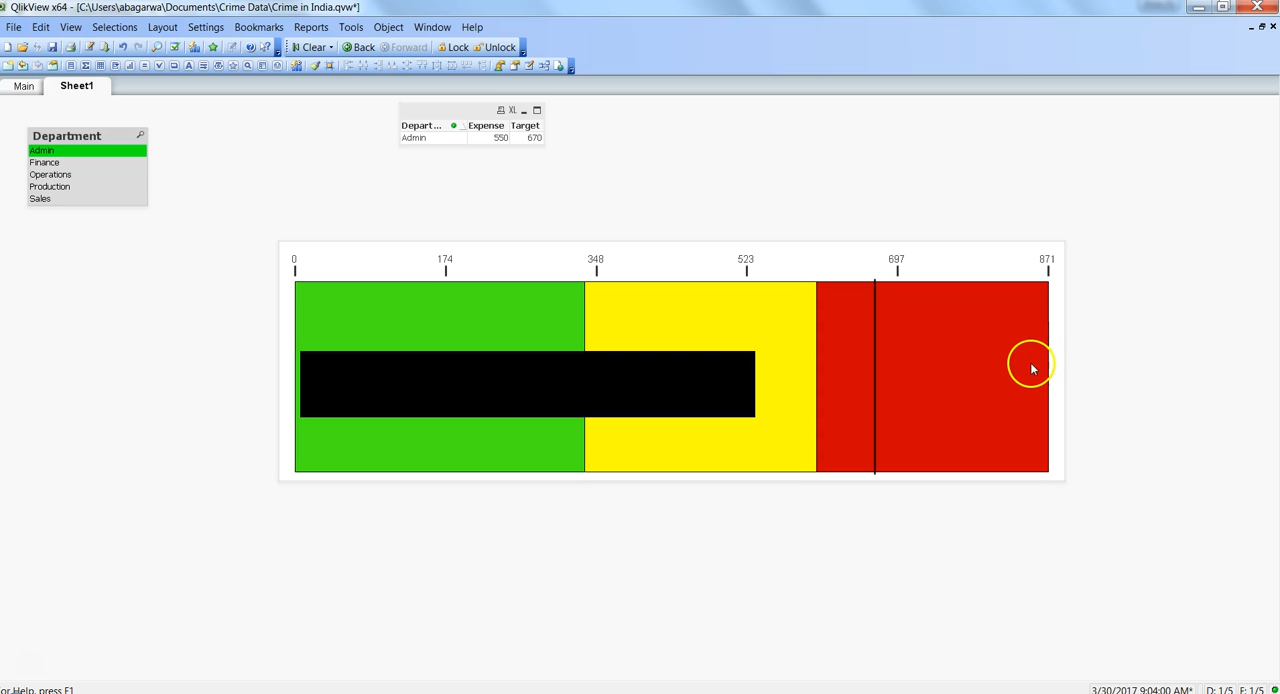 QlikView x64 - [C:\Users\abagarwa\Documents\Crime Data\Crime in India.qvw*]
File Edit View Selections Layout Settings Bookmarks Reports Tools Object Window Help
Clear Back Forward Lock Unlock
Main Sheet1
XL
Depart... Expense Target
Admin 550 670
Department
Admin
Finance
Operations
Production
Sales
0 174 348 523 697 871
or Help, press F1 3/30/2017 9:04:00 AM* D: 1/5 F: 1/5